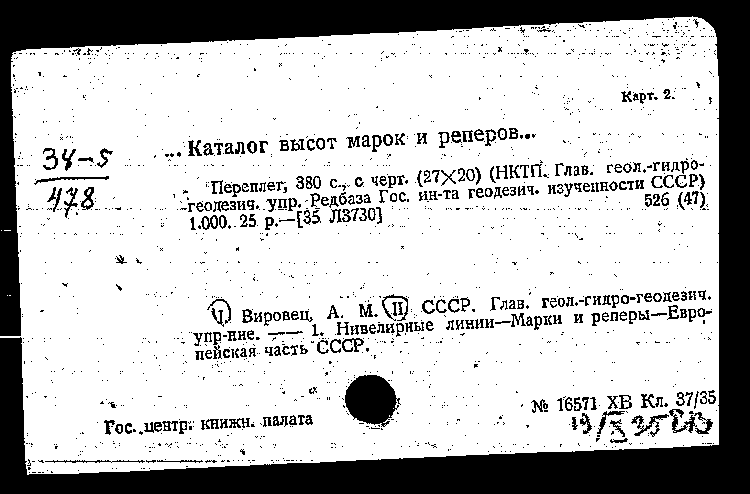 Карт. 2.
... Каталог высот марок и реперов...
34-5
478
Переплет, 380 с., с черт. (27×20) (НКТП. Глав. геол.-гидро-
геодезич. упр. Редбаза Гос. ин-та геодезич. изученности СССР)
1.000. 25 р.—[35 Л3730] 526 (47)
I. Вировец, А. М. II СССР. Глав. геол.-гидро-геодезич.
упр-ние. —— 1. Нивелирные линии—Марки и реперы—Евро-
пейская часть СССР.
№ 16571 ХВ Кл. 37/35
Гос. центр. книжн. палата
19/X 35